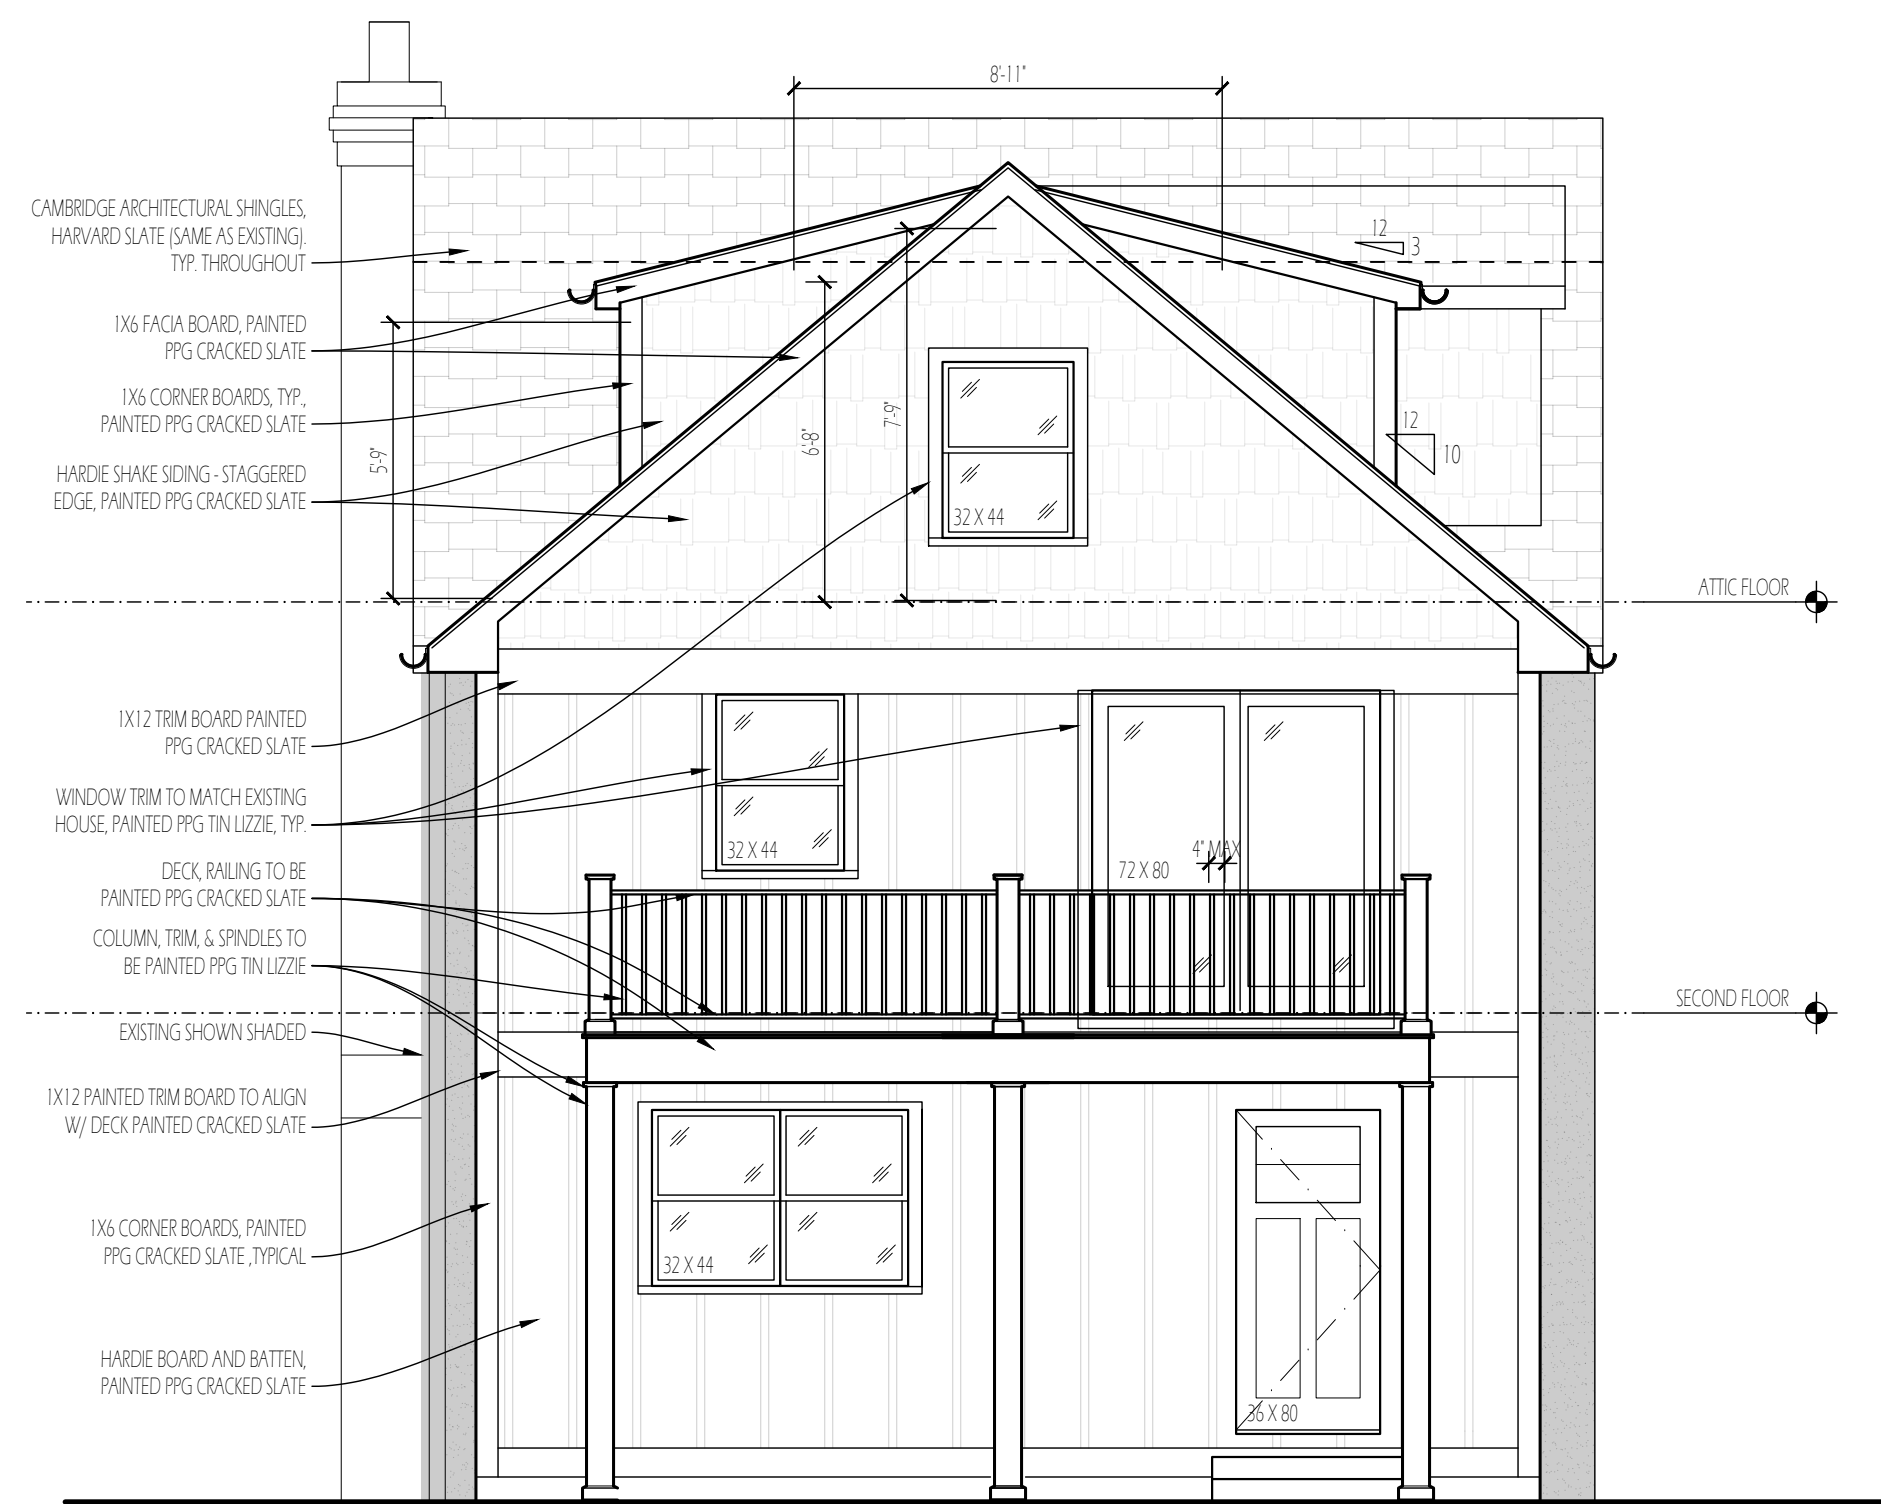 8'-11"
CAMBRIDGE ARCHITECTURAL SHINGLES,
HARVARD SLATE (SAME AS EXISTING).
TYP. THROUGHOUT
12
3
1X6 FACIA BOARD, PAINTED
PPG CRACKED SLATE
1X6 CORNER BOARDS, TYP.,
PAINTED PPG CRACKED SLATE
5'-9"
6'-8"
7'-9"
12
10
HARDIE SHAKE SIDING - STAGGERED
EDGE, PAINTED PPG CRACKED SLATE
32 X 44
ATTIC FLOOR
1X12 TRIM BOARD PAINTED
PPG CRACKED SLATE
WINDOW TRIM TO MATCH EXISTING
HOUSE, PAINTED PPG TIN LIZZIE, TYP.
32 X 44
4" MAX
72 X 80
DECK, RAILING TO BE
PAINTED PPG CRACKED SLATE
COLUMN, TRIM, & SPINDLES TO
BE PAINTED PPG TIN LIZZIE
SECOND FLOOR
EXISTING SHOWN SHADED
1X12 PAINTED TRIM BOARD TO ALIGN
W/ DECK PAINTED CRACKED SLATE
1X6 CORNER BOARDS, PAINTED
PPG CRACKED SLATE ,TYPICAL
32 X 44
HARDIE BOARD AND BATTEN,
PAINTED PPG CRACKED SLATE
36 X 80